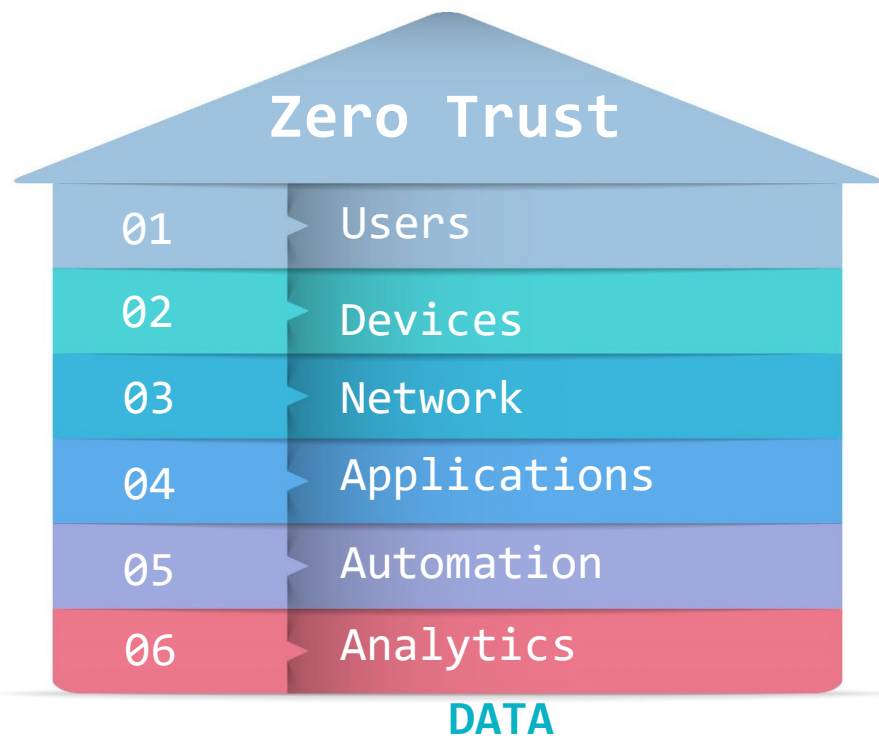 Zero Trust
01 Users
02 Devices
03 Network
04 Applications
05 Automation
06 Analytics
DATA